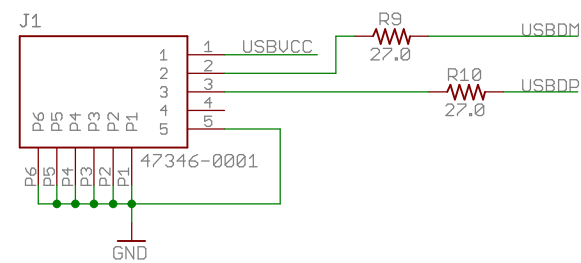 J1
R9
USBDM
27.0
1 1 USBVCC
2 2
3 3
R10
USBDP
27.0
4 4
5 5
P6 P5 P4 P3 P2 P1
47346-0001
P6 P5 P4 P3 P2 P1
GND